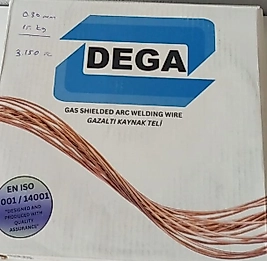 0.80 mm
15 kg
DEGA
GAS SHIELDED ARC WELDING WIRE
GAZALTI KAYNAK TELİ
EN ISO
001 / 14001
"DESIGNED AND
PRODUCED WITH
QUALITY
ASSURANCE"